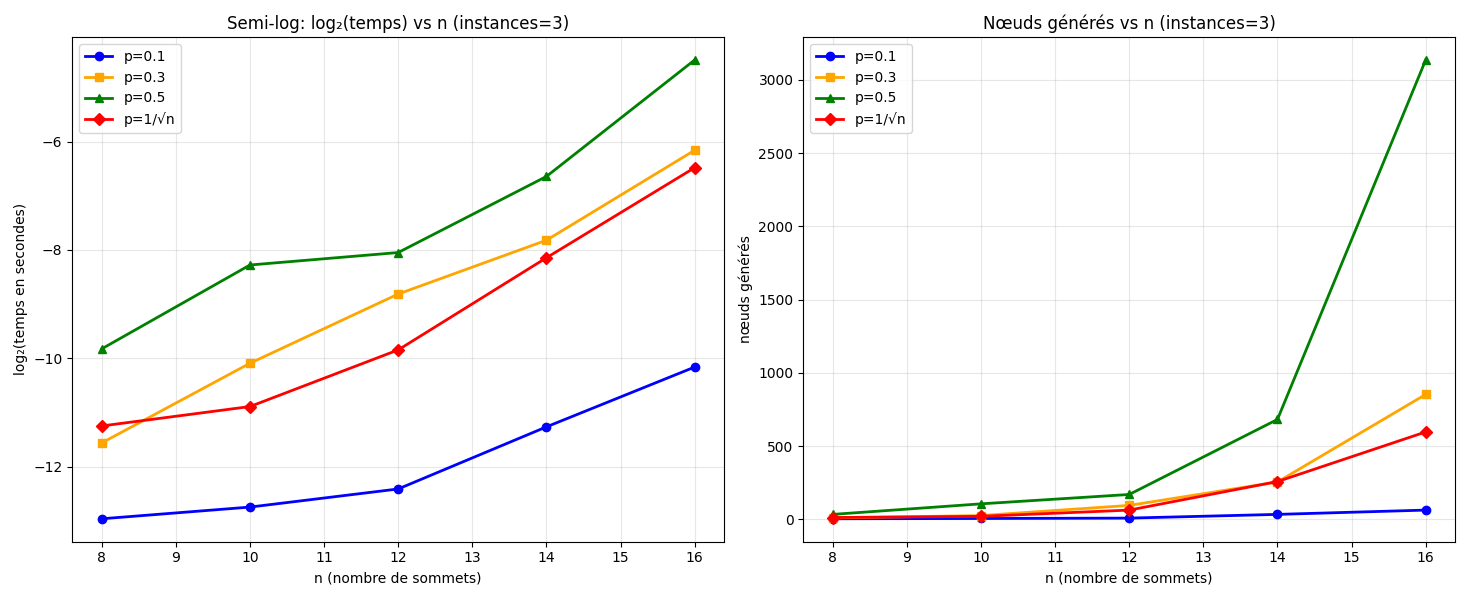 Semi-log: log₂(temps) vs n (instances=3)
p=0.1
p=0.3
p=0.5
p=1/√n
log₂(temps en secondes)
−6
−8
−10
−12
8 9 10 11 12 13 14 15 16
n (nombre de sommets)
Nœuds générés vs n (instances=3)
p=0.1
p=0.3
p=0.5
p=1/√n
nœuds générés
3000
2500
2000
1500
1000
500
0
8 9 10 11 12 13 14 15 16
n (nombre de sommets)